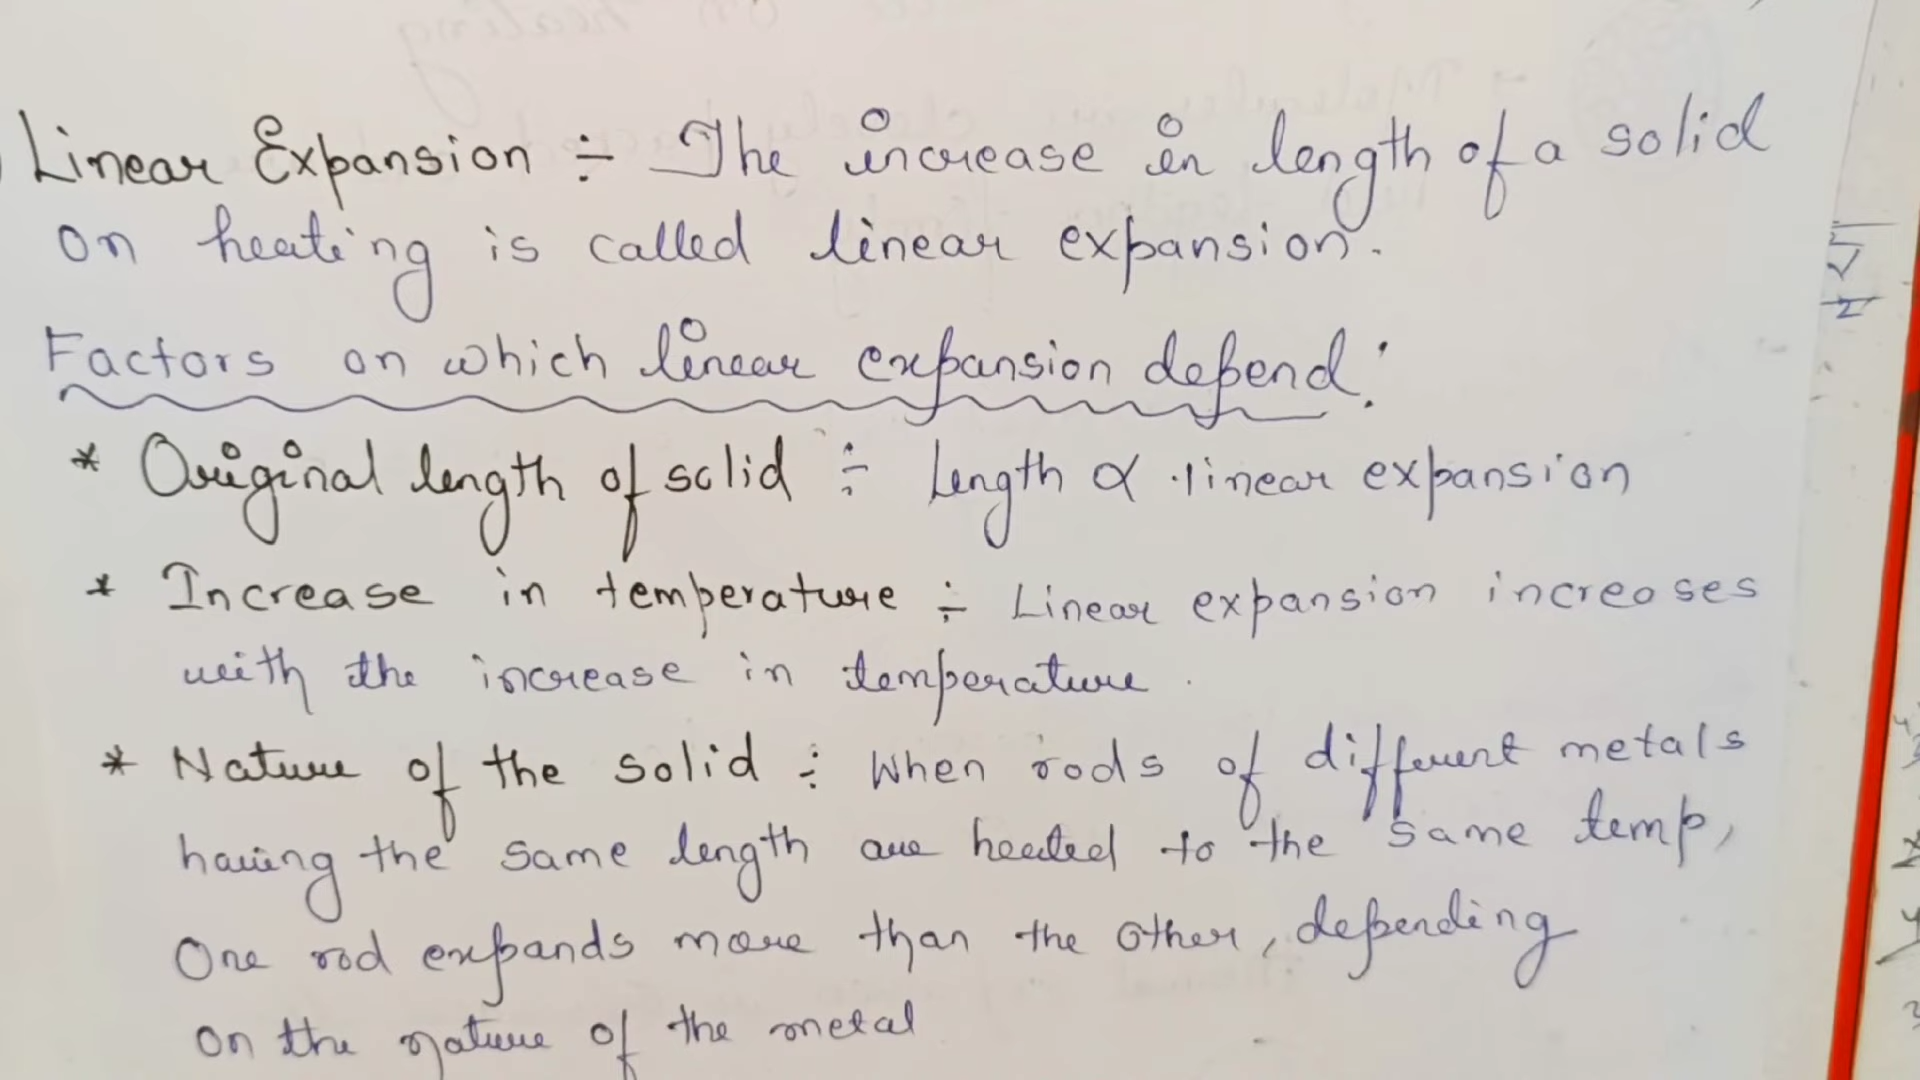 Linear Expansion ÷ The increase in length of a solid
on heating is called linear expansion.
Factors on which linear expansion depend:
* Original length of solid ÷ Length ∝ linear expansion
* Increase in temperature ÷ Linear expansion increases
with the increase in temperature.
* Nature of the solid ÷ When rods of different metals
having the same length are heated to the same temp,
One rod expands more than the other, depending
on the nature of the metal